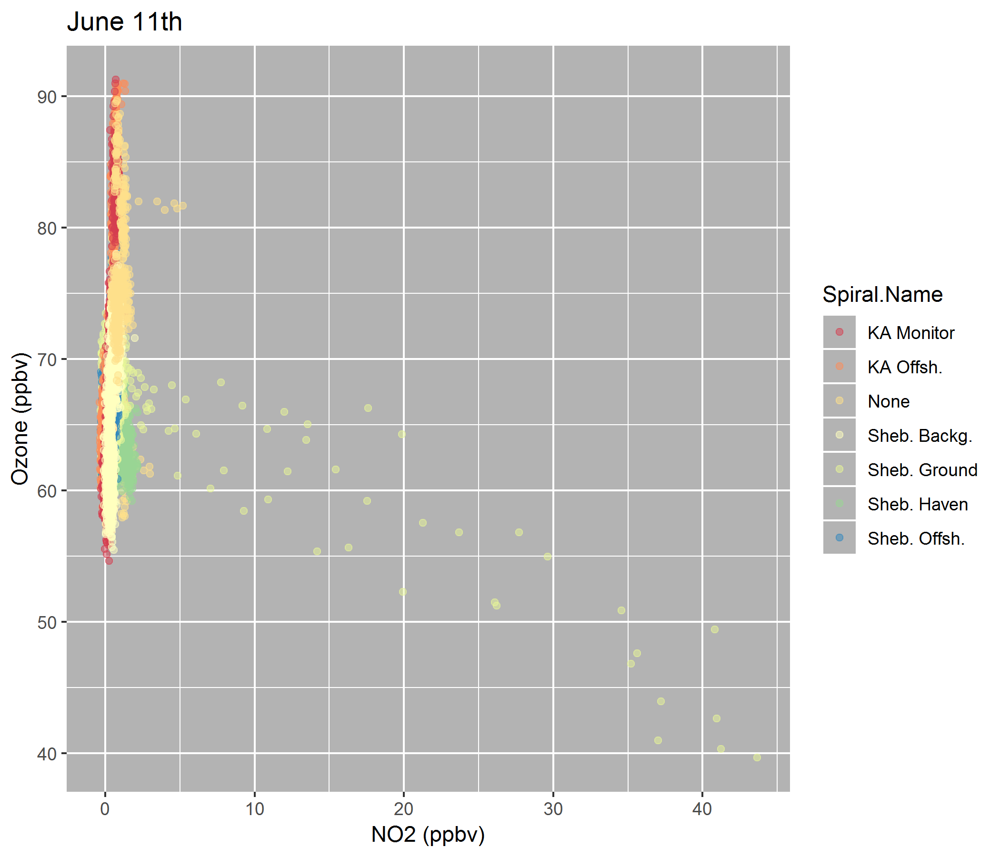 June 11th
Ozone (ppbv)
90
80
70
60
50
40
0 10 20 30 40
NO2 (ppbv)
Spiral.Name
KA Monitor
KA Offsh.
None
Sheb. Backg.
Sheb. Ground
Sheb. Haven
Sheb. Offsh.